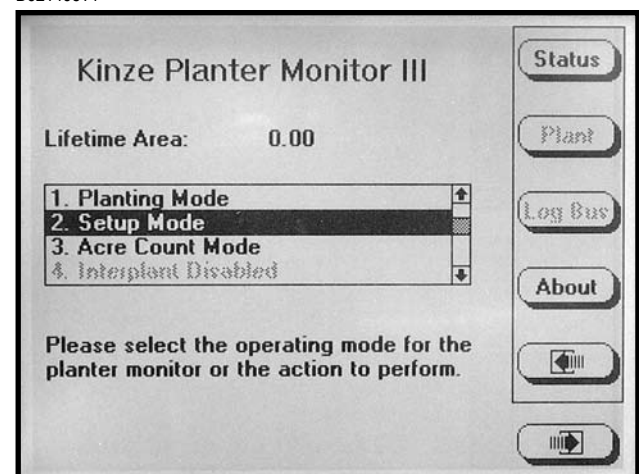 Kinze Planter Monitor III
Lifetime Area: 0.00
1. Planting Mode
2. Setup Mode
3. Acre Count Mode
4. Interplant Disabled
Please select the operating mode for the
planter monitor or the action to perform.
Status
Plant
Log Bus
About